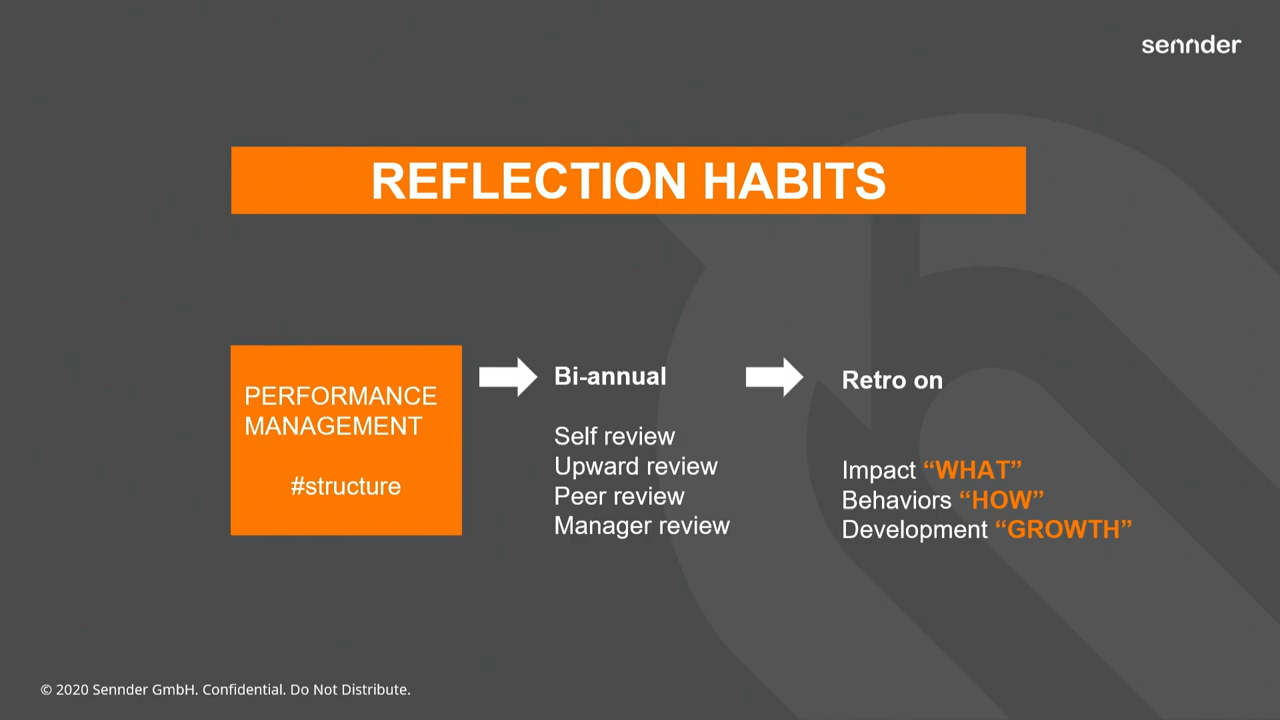 sennder
REFLECTION HABITS
PERFORMANCE
MANAGEMENT
#structure
Bi-annual
Self review
Upward review
Peer review
Manager review
Retro on
Impact “WHAT”
Behaviors “HOW”
Development “GROWTH”
© 2020 Sennder GmbH. Confidential. Do Not Distribute.